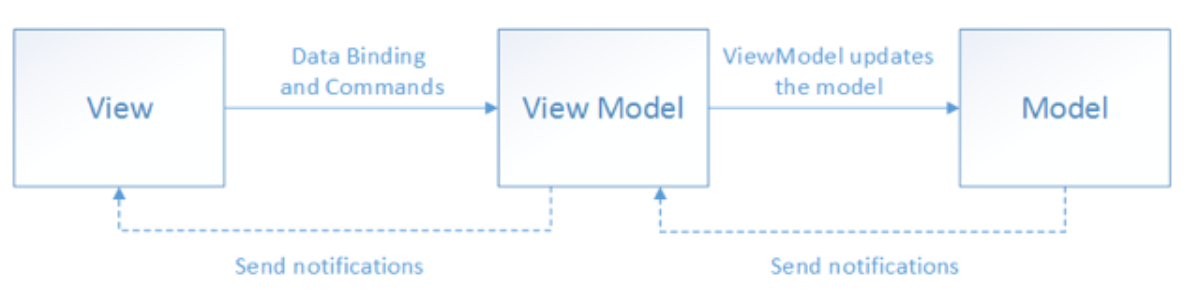 View
Data Binding
and Commands
View Model
ViewModel updates
the model
Model
Send notifications
Send notifications